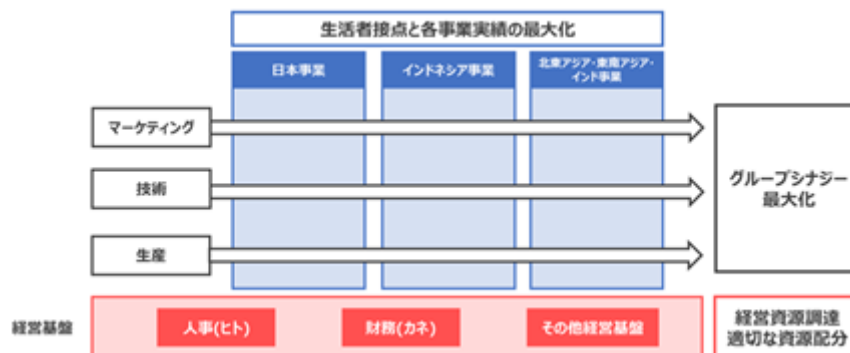 生活者接点と各事業実績の最大化
日本事業
インドネシア事業
北東アジア・東南アジア・
インド事業
マーケティング
技術
生産
グループシナジー
最大化
経営基盤
人事(ヒト)
財務(カネ)
その他経営基盤
経営資源調達
適切な資源配分